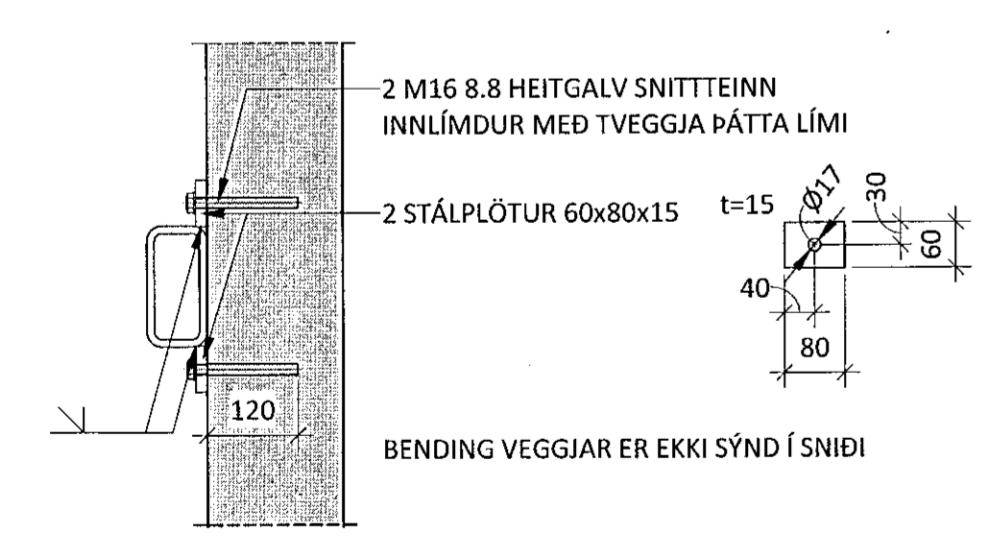 2 M16 8.8 HEITGALV SNITTTEINN
INNLÍMDUR MEÐ TVEGGJA ÞÁTTA LÍMI
2 STÁLPLÖTUR 60x80x15
t=15
Ø17
30
60
40
80
120
BENDING VEGGJAR ER EKKI SÝND Í SNIÐI